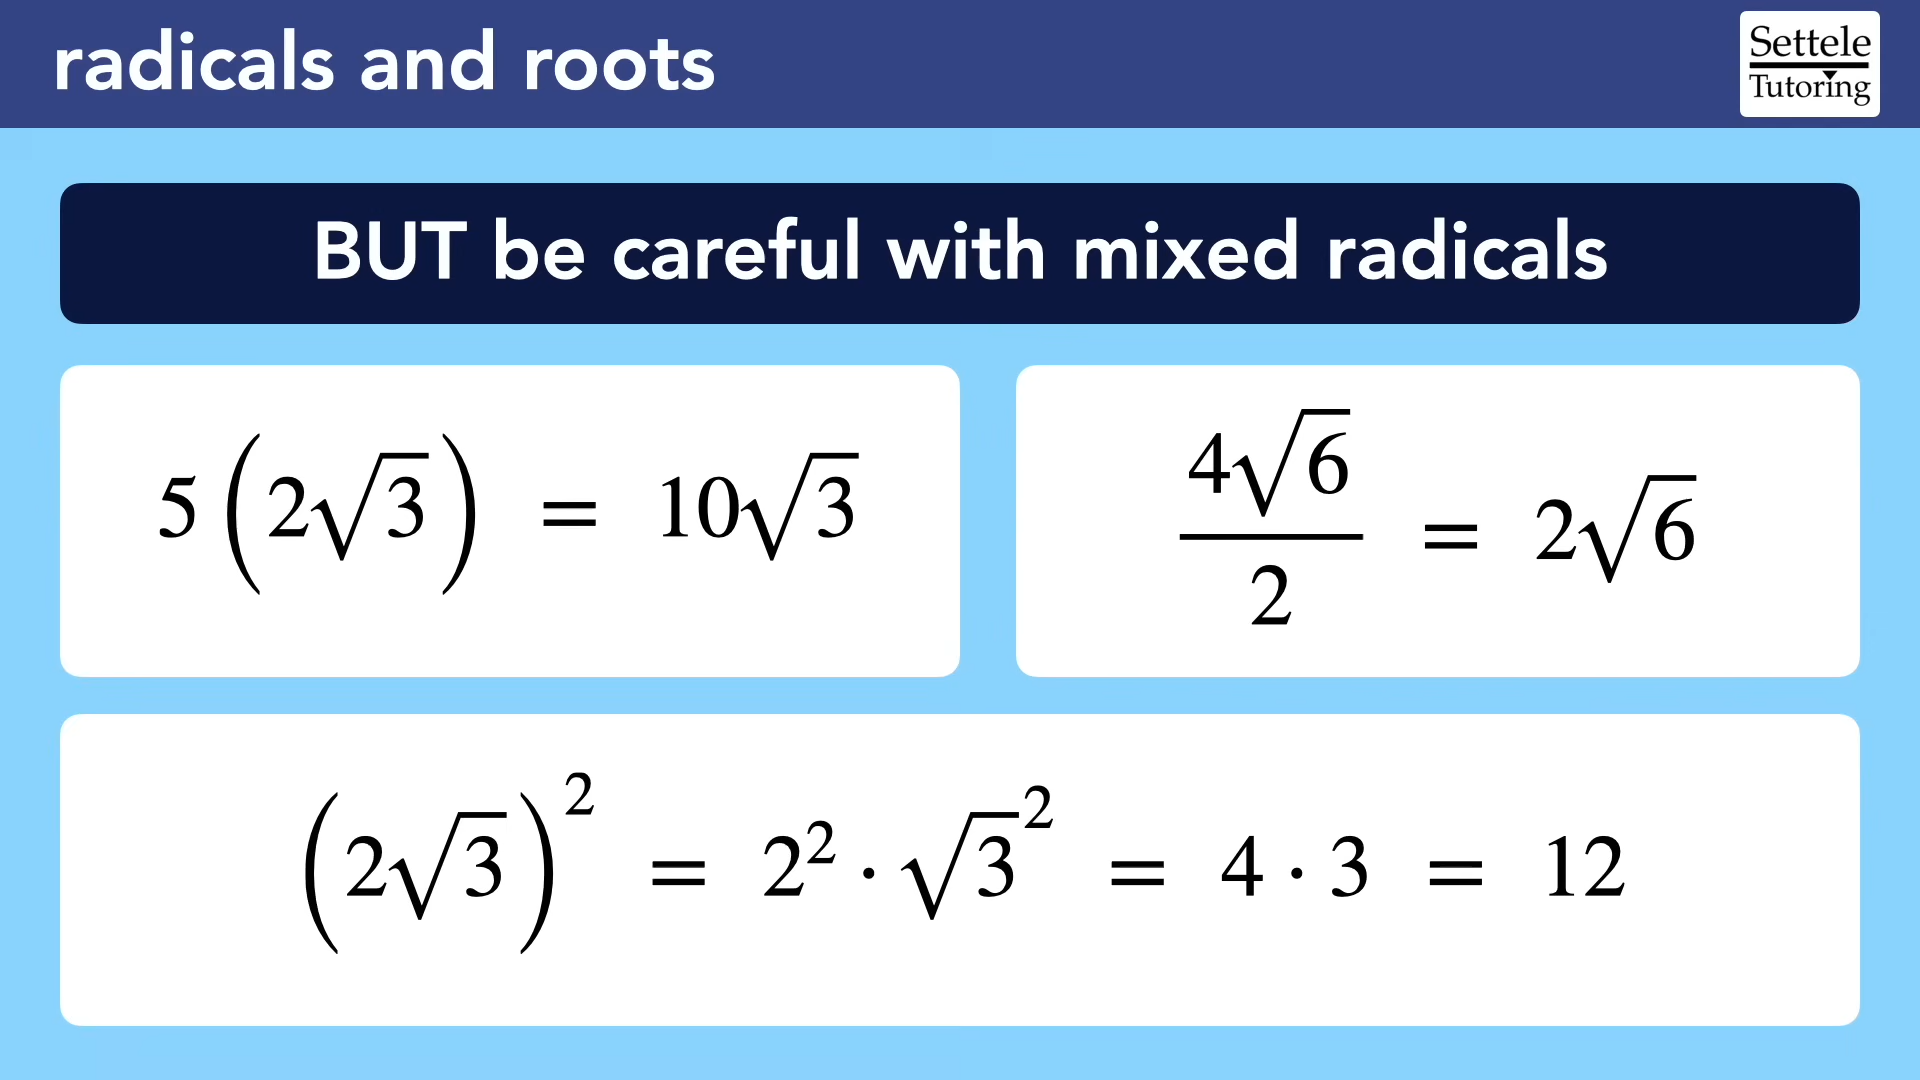 radicals and roots
Settele
Tutoring
BUT be careful with mixed radicals
5(2√3) = 10√3
4√6/2 = 2√6
(2√3)² = 2² · √3² = 4 · 3 = 12